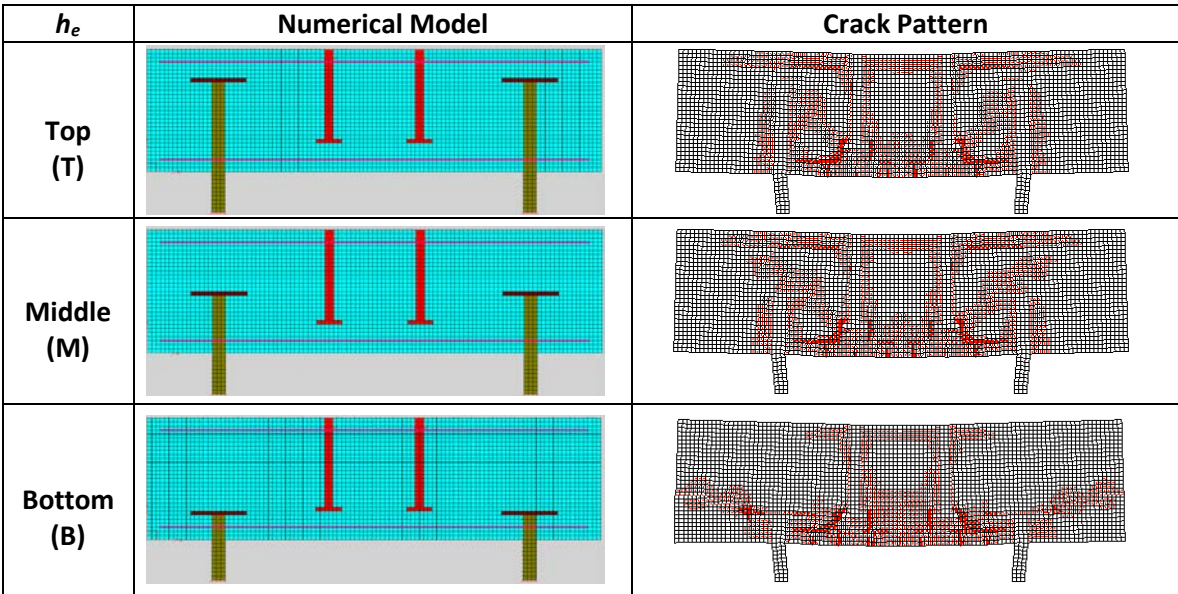 he Numerical Model Crack Pattern
Top
(T)
Middle
(M)
Bottom
(B)